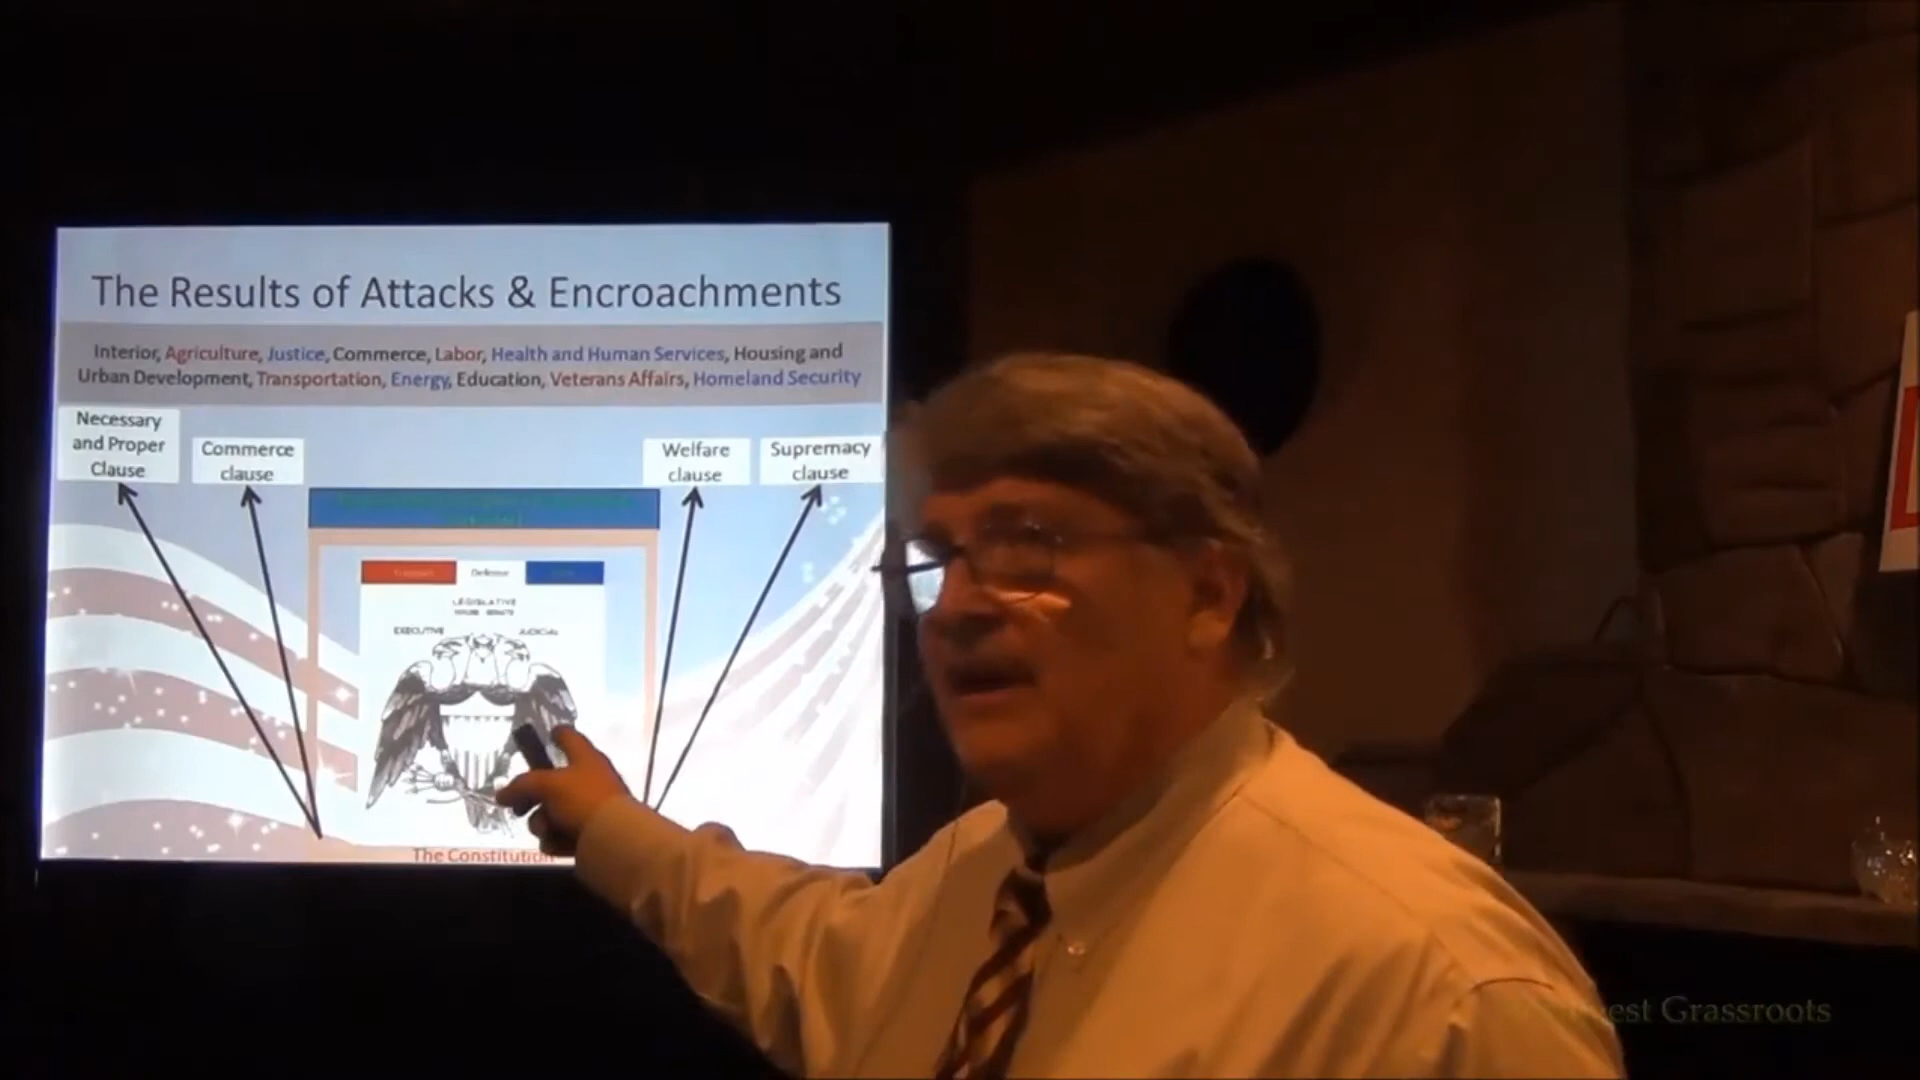 The Results of Attacks & Encroachments
Interior, Agriculture, Justice, Commerce, Labor, Health and Human Services, Housing and
Urban Development, Transportation, Energy, Education, Veterans Affairs, Homeland Security
Necessary
and Proper
Clause
Commerce
clause
Welfare
clause
Supremacy
clause
Defense
LEGISLATIVE
HOUSE SENATE
EXECUTIVE
JUDICIAL
The Constitution
Grassroots